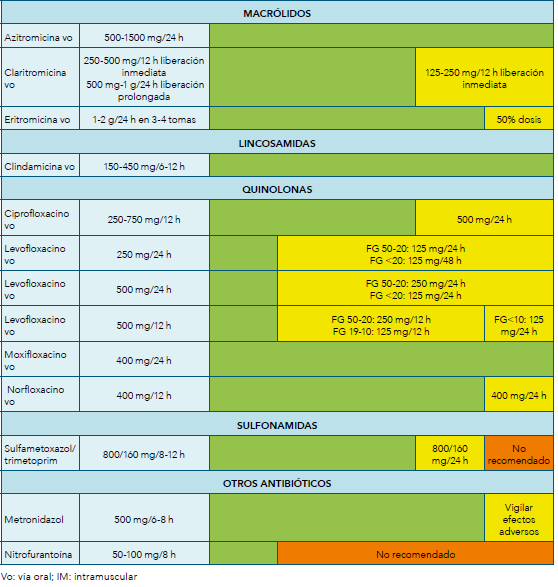 MACRÓLIDOS
Azitromicina vo
500-1500 mg/24 h
Claritromicina
vo
250-500 mg/12 h liberación
inmediata
500 mg-1 g/24 h liberación
prolongada
125-250 mg/12 h liberación
inmediata
Eritromicina vo
1-2 g/24 h en 3-4 tomas
50% dosis
LINCOSAMIDAS
Clindamicina vo
150-450 mg/6-12 h
QUINOLONAS
Ciprofloxacino
vo
250-750 mg/12 h
500 mg/24 h
Levofloxacino
vo
250 mg/24 h
FG 50-20: 125 mg/24 h
FG <20: 125 mg/48 h
Levofloxacino
vo
500 mg/24 h
FG 50-20: 250 mg/24 h
FG <20: 125 mg/24 h
Levofloxacino
vo
500 mg/12 h
FG 50-20: 250 mg/12 h
FG 19-10: 125 mg/12 h
FG<10: 125
mg/24 h
Moxifloxacino
vo
400 mg/24 h
Norfloxacino
vo
400 mg/12 h
400 mg/24 h
SULFONAMIDAS
Sulfametoxazol/
trimetoprim
800/160 mg/8-12 h
800/160
mg/24 h
No
recomendado
OTROS ANTIBIÓTICOS
Metronidazol
500 mg/6-8 h
Vigilar
efectos
adversos
Nitrofurantoína
50-100 mg/8 h
No recomendado
Vo: vía oral; IM: intramuscular